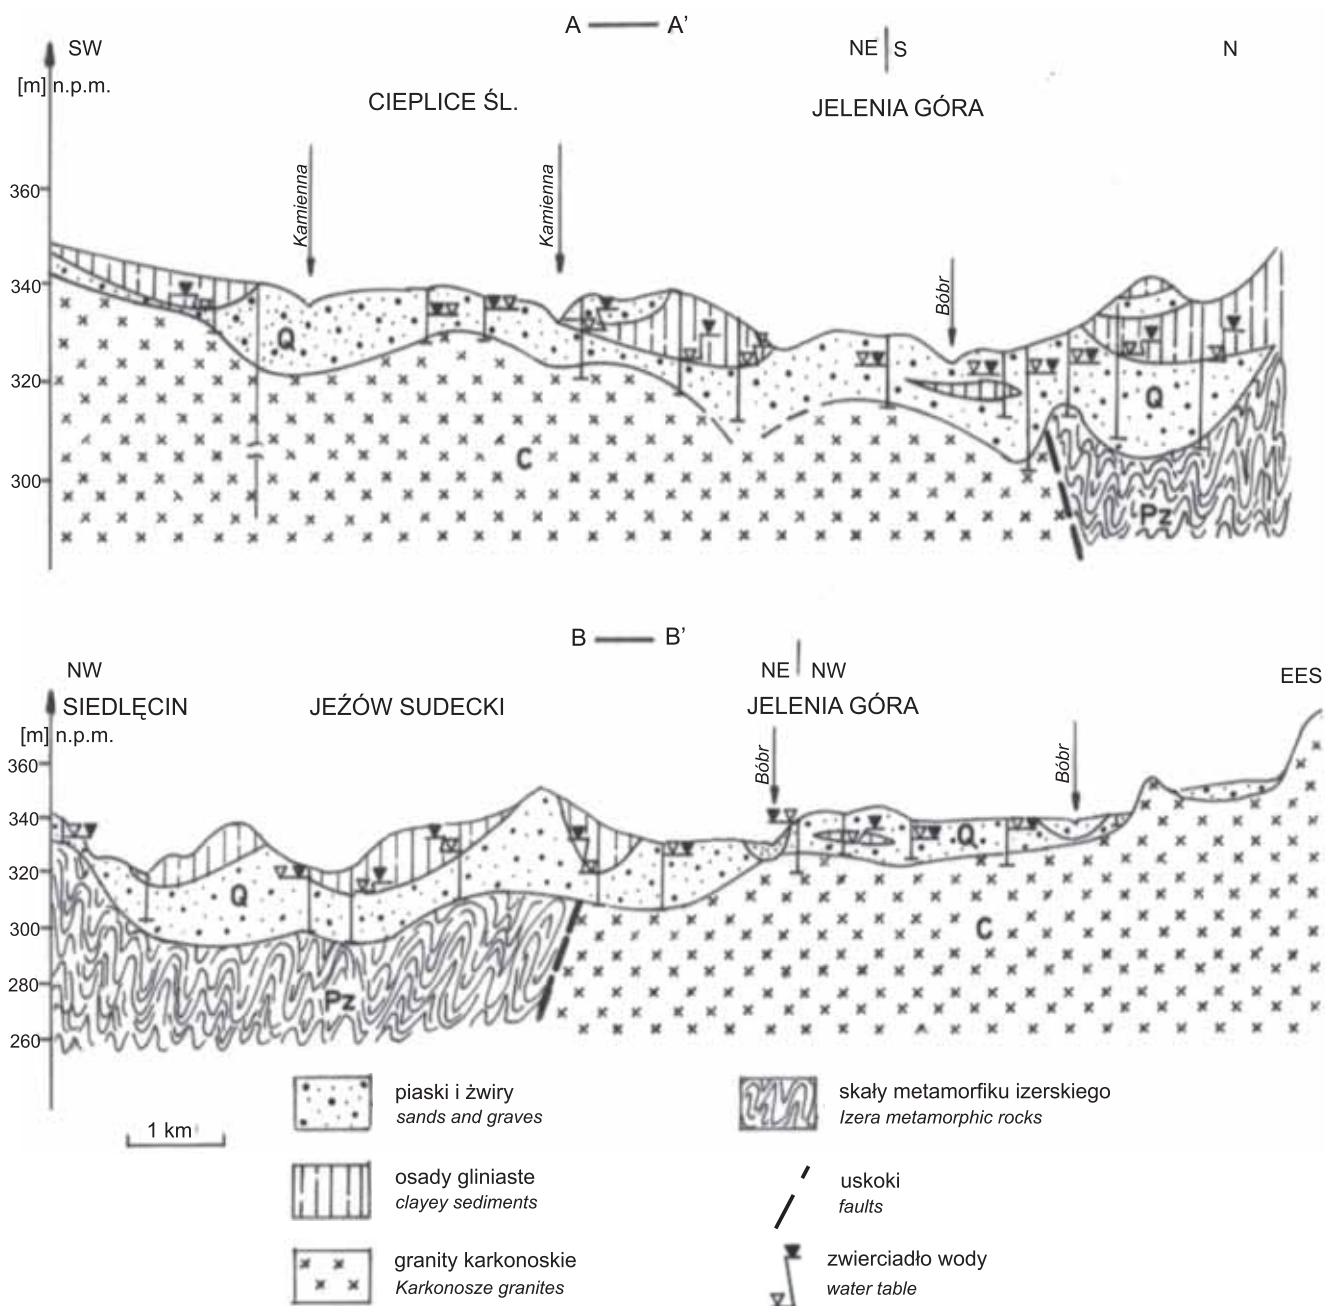 A A’
SW NE S N
[m] n.p.m.
CIEPLICE ŚL. JELENIA GÓRA
Kamienna Kamienna Bóbr
360
340
320
300
Q Q
C
Pz
B B’
NW NE NW EES
SIEDLĘCIN JEŹÓW SUDECKI JELENIA GÓRA
[m] n.p.m.
Bóbr Bóbr
360
340
320
300
280
260
Q Q
C
Pz
1 km
piaski i żwiry
sands and graves
osady gliniaste
clayey sediments
granity karkonoskie
Karkonosze granites
skały metamorfiku izerskiego
Izera metamorphic rocks
uskoki
faults
zwierciadło wody
water table